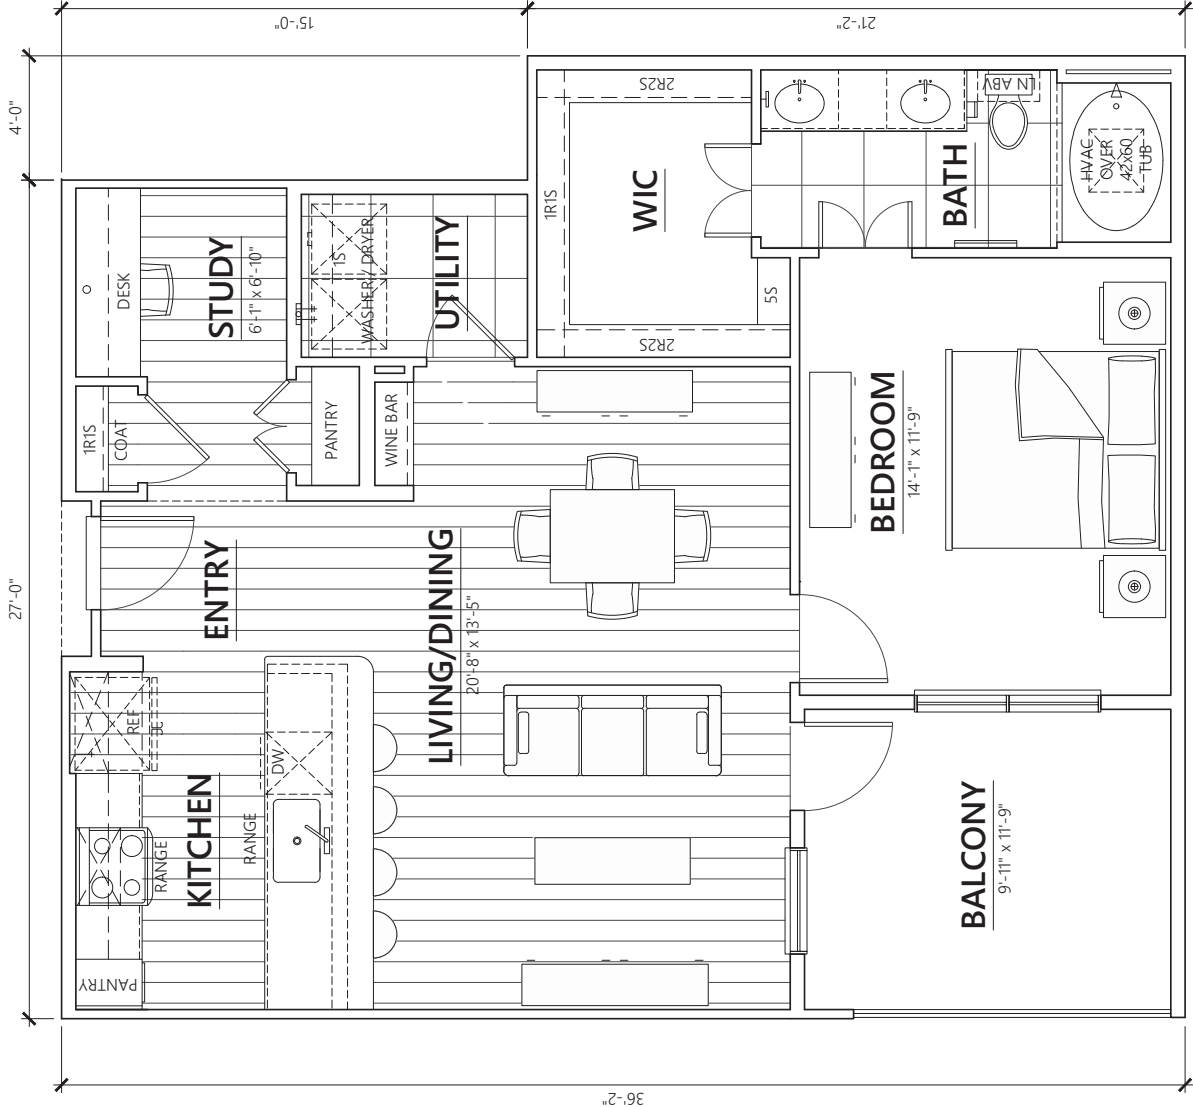 15'-0"
21'-2"
4'-0"
27'-0"
36'-2"
DESK
STUDY
6'-1" x 6'-10"
1S
WASHER / DRYER
UTILITY
1R1S
COAT
PANTRY
WINE BAR
2R2S
1R1S
WIC
5S
2R2S
LN ABV
BATH
HVAC
OVER
42x60
TUB
ENTRY
LIVING/DINING
20'-8" x 13'-5"
BEDROOM
14'-1" x 11'-9"
REF
DW
RANGE
RANGE
KITCHEN
PANTRY
BALCONY
9'-11" x 11'-9"